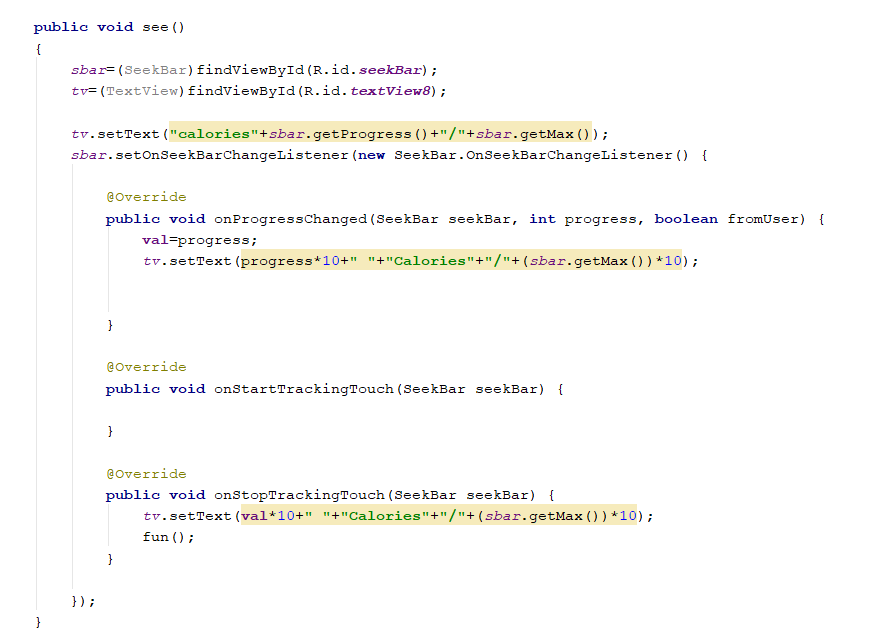 public void see()
{
    sbar=(SeekBar)findViewById(R.id.seekBar);
    tv=(TextView)findViewById(R.id.textView8);

    tv.setText("calories"+sbar.getProgress()+"/"+sbar.getMax());
    sbar.setOnSeekBarChangeListener(new SeekBar.OnSeekBarChangeListener() {

        @Override
        public void onProgressChanged(SeekBar seekBar, int progress, boolean fromUser) {
            val=progress;
            tv.setText(progress*10+" "+"Calories"+"/"+(sbar.getMax())*10);

        }

        @Override
        public void onStartTrackingTouch(SeekBar seekBar) {

        }

        @Override
        public void onStopTrackingTouch(SeekBar seekBar) {
            tv.setText(val*10+" "+"Calories"+"/"+(sbar.getMax())*10);
            fun();
        }

    });
}